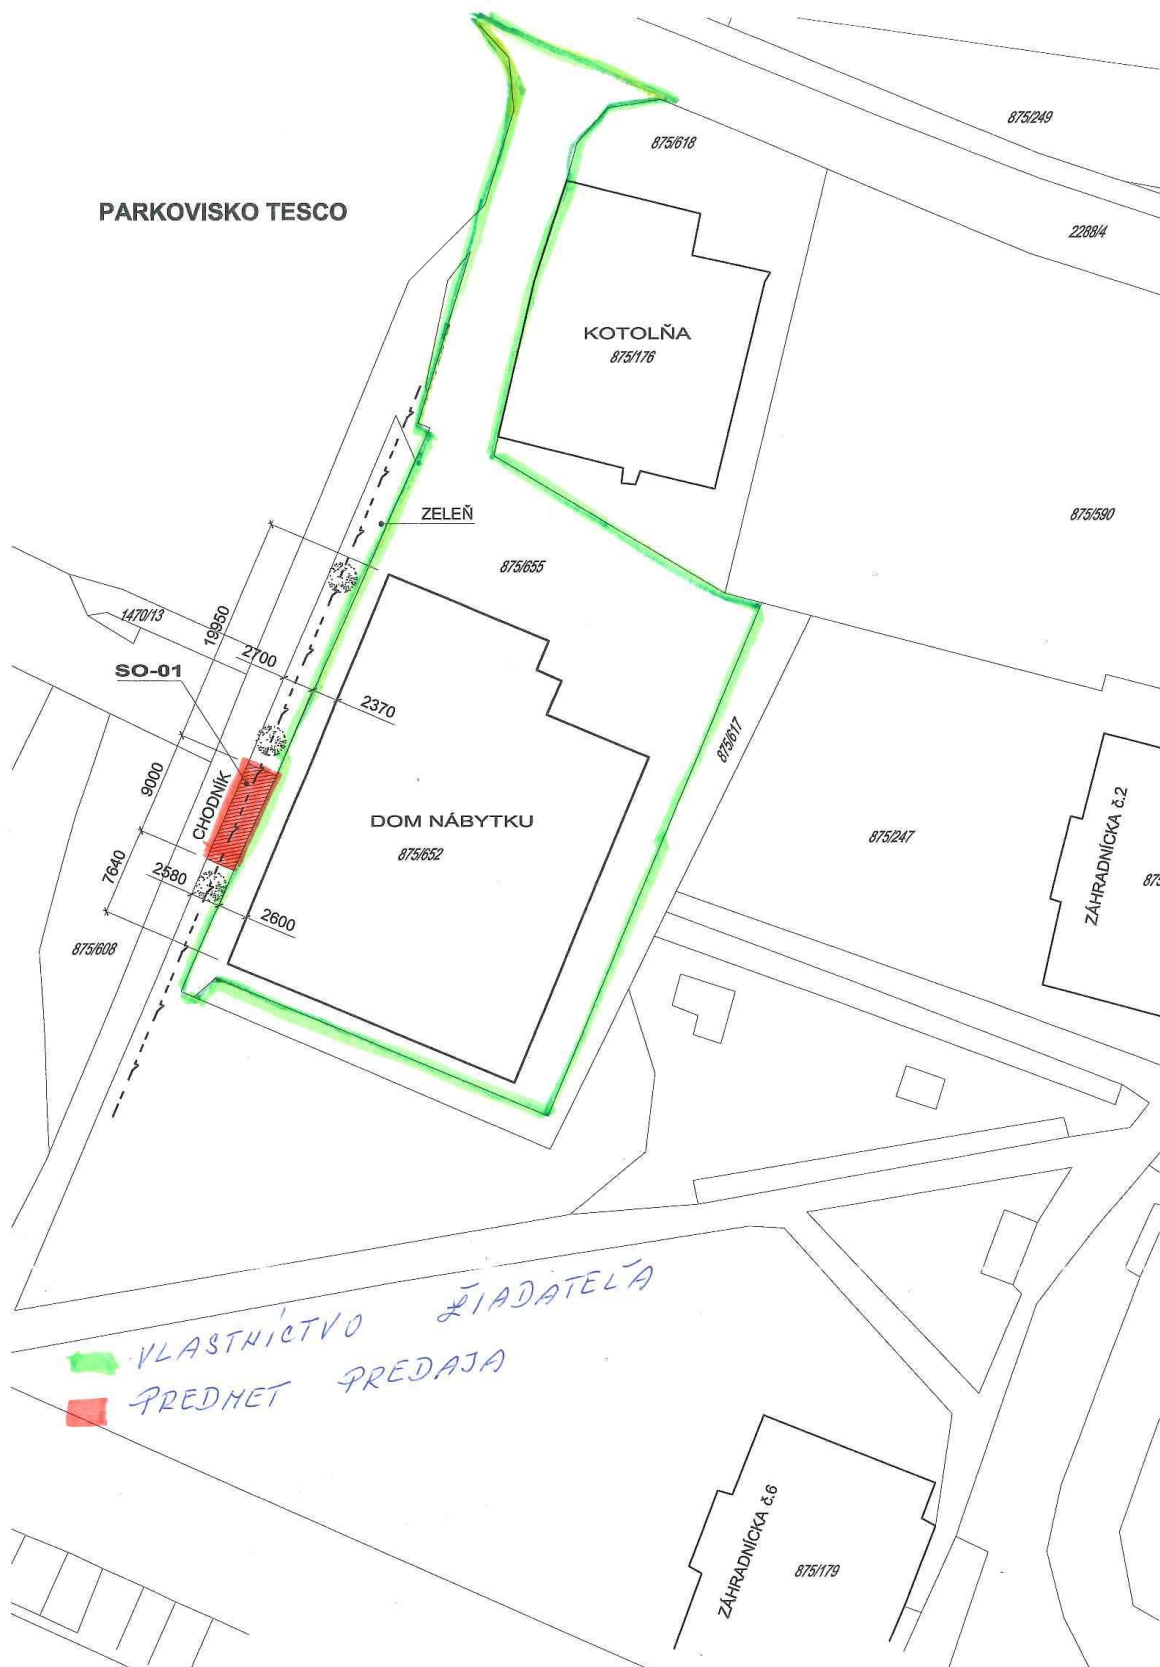 875/249
875/618
PARKOVISKO TESCO
2288/4
KOTOLŇA
875/176
ZELEŇ
875/590
875/655
1470/13
19950
2700
SO-01
2370
875/617
9000
CHODNÍK
DOM NÁBYTKU
875/652
875/247
ZÁHRADNÍCKA č.2
875
7640
2580
2600
875/608
VLASTNÍCTVO ŽIADATEĽA
PREDMET PREDAJA
ZÁHRADNÍCKA č.6
875/179